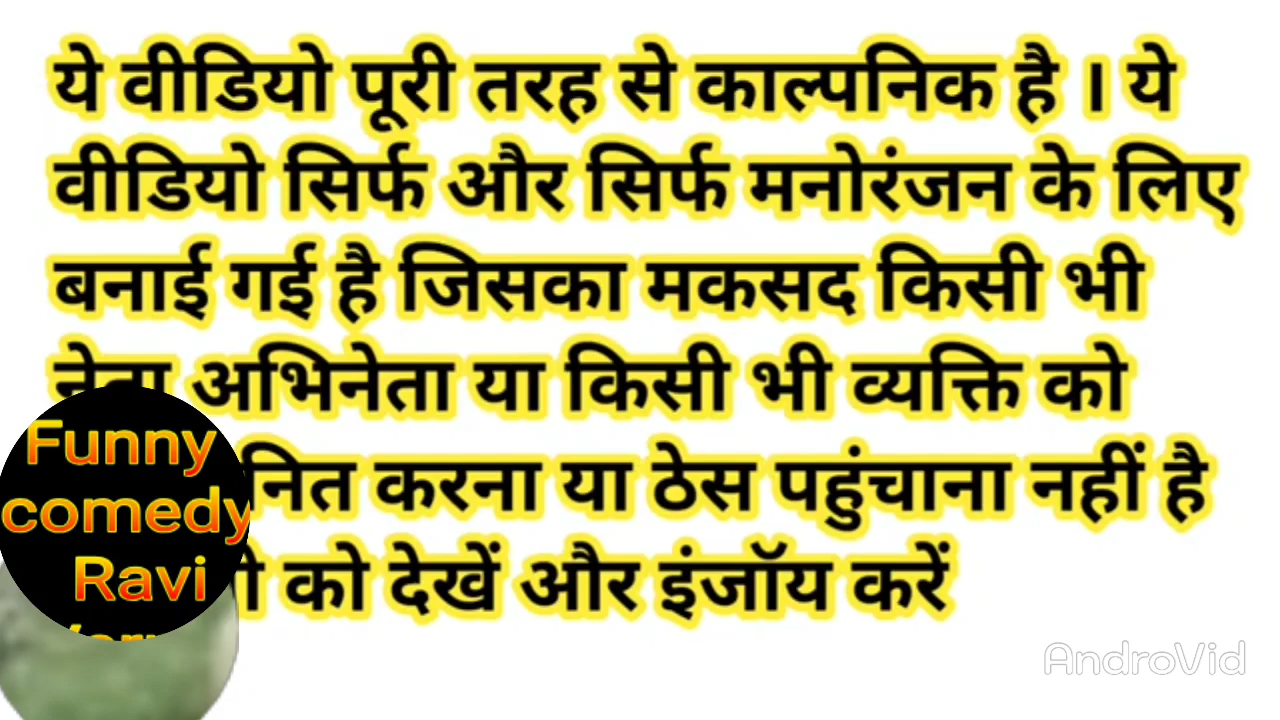 ये वीडियो पूरी तरह से काल्पनिक है । ये
वीडियो सिर्फ और सिर्फ मनोरंजन के लिए
बनाई गई है जिसका मकसद किसी भी
नेता अभिनेता या किसी भी व्यक्ति को
करना या ठेस पहुंचाना नहीं है
को देखें और इंजॉय करें
Funny
comedy
Ravi
AndroVid